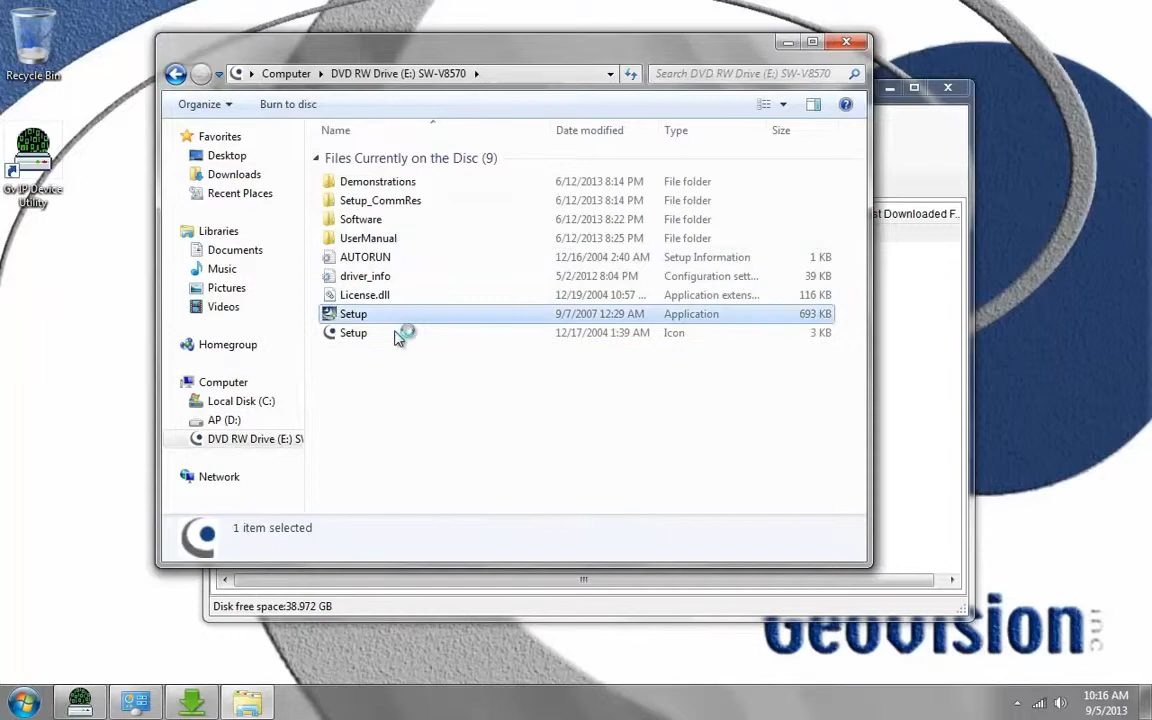 Recycle Bin
Gv IP Device
Utility
Computer
DVD RW Drive (E:) SW-V8570
Search DVD RW Drive (E:) SW-V8570
Organize
Burn to disc
Favorites
Desktop
Downloads
Recent Places
Libraries
Documents
Music
Pictures
Videos
Homegroup
Computer
Local Disk (C:)
AP (D:)
DVD RW Drive (E:) SV
Network
Name Date modified Type Size
Files Currently on the Disc (9)
Demonstrations 6/12/2013 8:14 PM File folder
Setup_CommRes 6/12/2013 8:14 PM File folder
Software 6/12/2013 8:22 PM File folder
UserManual 6/12/2013 8:25 PM File folder
AUTORUN 12/16/2004 2:40 AM Setup Information 1 KB
driver_info 5/2/2012 8:04 PM Configuration sett... 39 KB
License.dll 12/19/2004 10:57 ... Application extens... 116 KB
Setup 9/7/2007 12:29 AM Application 693 KB
Setup 12/17/2004 1:39 AM Icon 3 KB
1 item selected
st Downloaded F...
Disk free space:38.972 GB
GeoVision inc
10:16 AM
9/5/2013